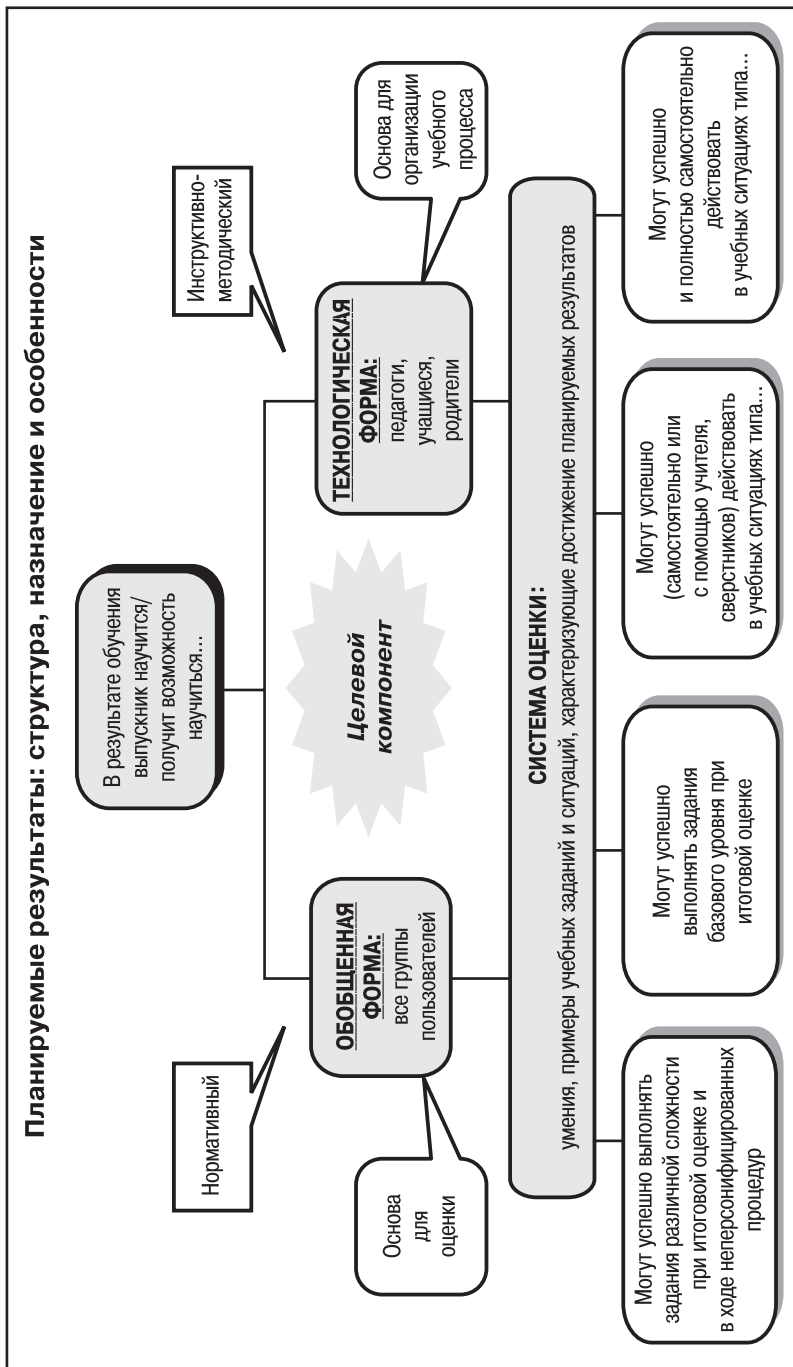 Планируемые результаты: структура, назначение и особенности
В результате обучения
выпускник научится/
получит возможность
научиться...
Нормативный
Инструктивно-
методический
ОБОБЩЕННАЯ
ФОРМА:
все группы
пользователей
Целевой
компонент
ТЕХНОЛОГИЧЕСКАЯ
ФОРМА:
педагоги,
учащиеся,
родители
Основа
для
оценки
Основа для
организации
учебного
процесса
СИСТЕМА ОЦЕНКИ:
умения, примеры учебных заданий и ситуаций, характеризующие достижение планируемых результатов
Могут успешно выполнять
задания различной сложности
при итоговой оценке и
в ходе неперсонифицированных
процедур
Могут успешно
выполнять задания
базового уровня при
итоговой оценке
Могут успешно
(самостоятельно или
с помощью учителя,
сверстников) действовать
в учебных ситуациях типа...
Могут успешно
и полностью самостоятельно
действовать
в учебных ситуациях типа...